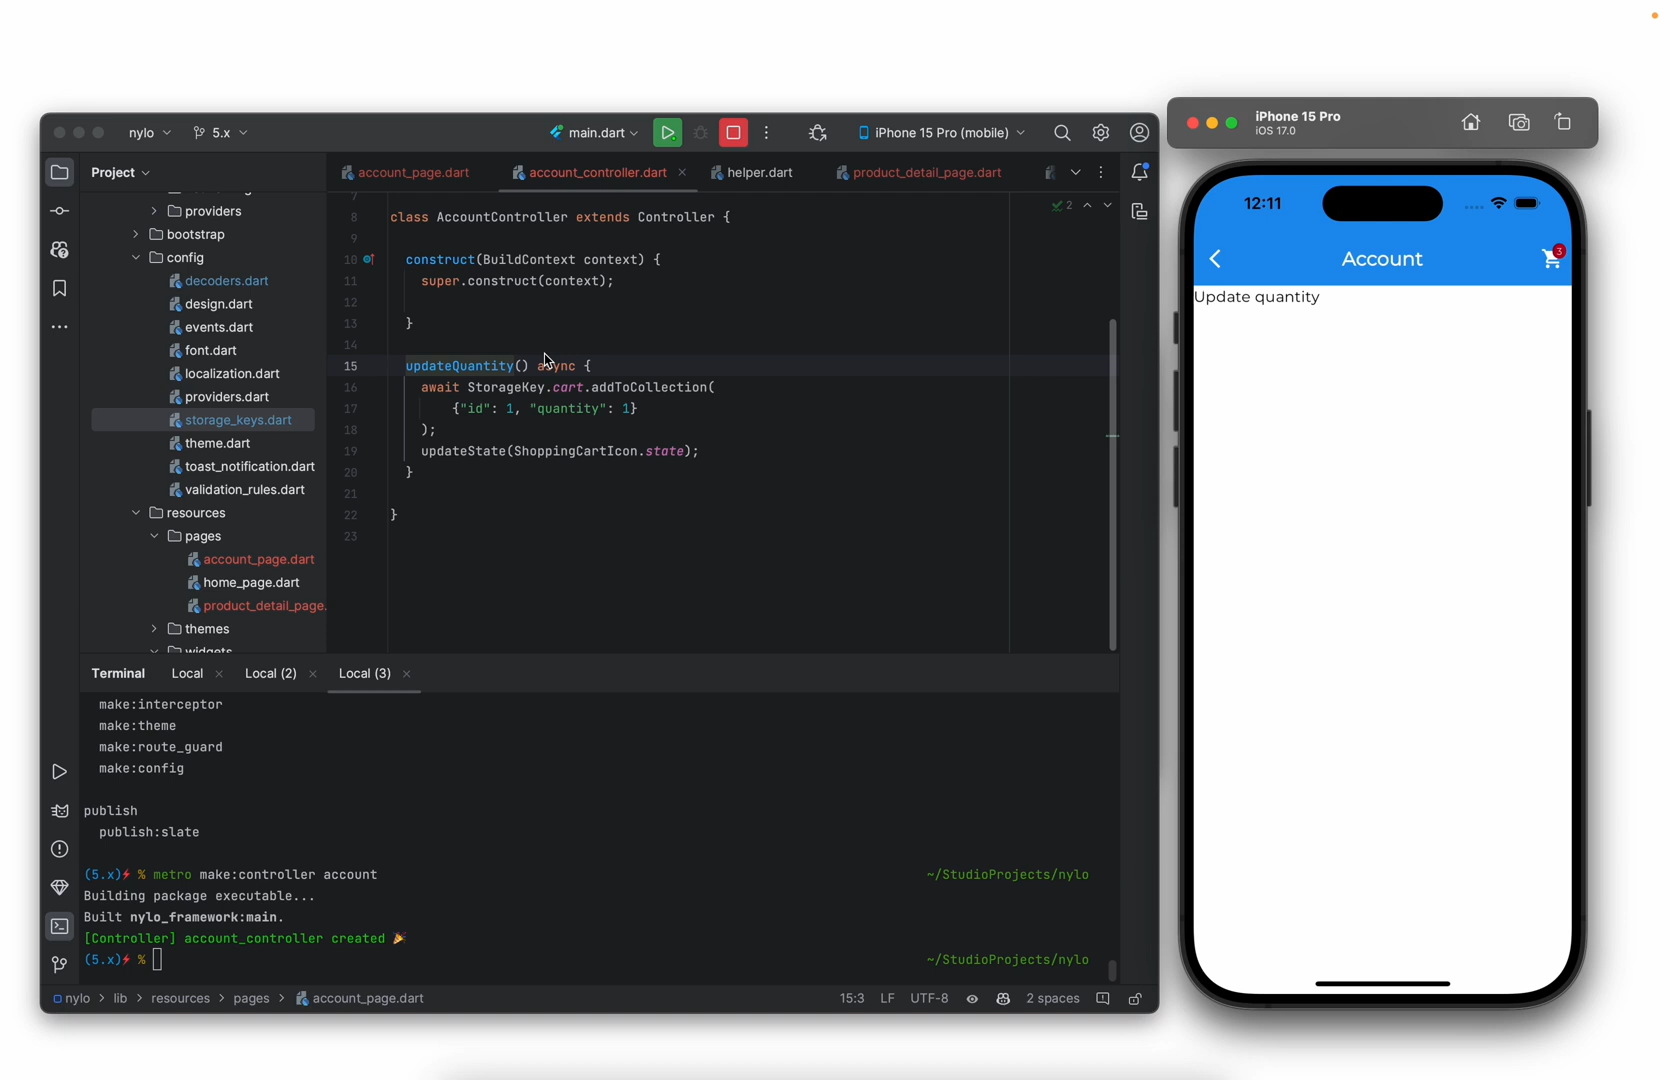 nylo
5.x
main.dart
iPhone 15 Pro (mobile)
Project
account_page.dart
account_controller.dart
helper.dart
product_detail_page.dart
providers
bootstrap
config
decoders.dart
design.dart
events.dart
font.dart
localization.dart
providers.dart
storage_keys.dart
theme.dart
toast_notification.dart
validation_rules.dart
resources
pages
account_page.dart
home_page.dart
product_detail_page.
themes
widgets
2
7
8 class AccountController extends Controller {
9
10 construct(BuildContext context) {
11 super.construct(context);
12
13 }
14
15 updateQuantity() async {
16 await StorageKey.cart.addToCollection(
17 {"id": 1, "quantity": 1}
18 );
19 updateState(ShoppingCartIcon.state);
20 }
21
22 }
23
Terminal Local Local (2) Local (3)
make:interceptor
make:theme
make:route_guard
make:config
publish
publish:slate
(5.x)⚡ % metro make:controller account ~/StudioProjects/nylo
Building package executable...
Built nylo_framework:main.
[Controller] account_controller created 🎉
(5.x)⚡ % ~/StudioProjects/nylo
nylo > lib > resources > pages > account_page.dart
15:3 LF UTF-8 2 spaces
iPhone 15 Pro
iOS 17.0
12:11
Account
3
Update quantity